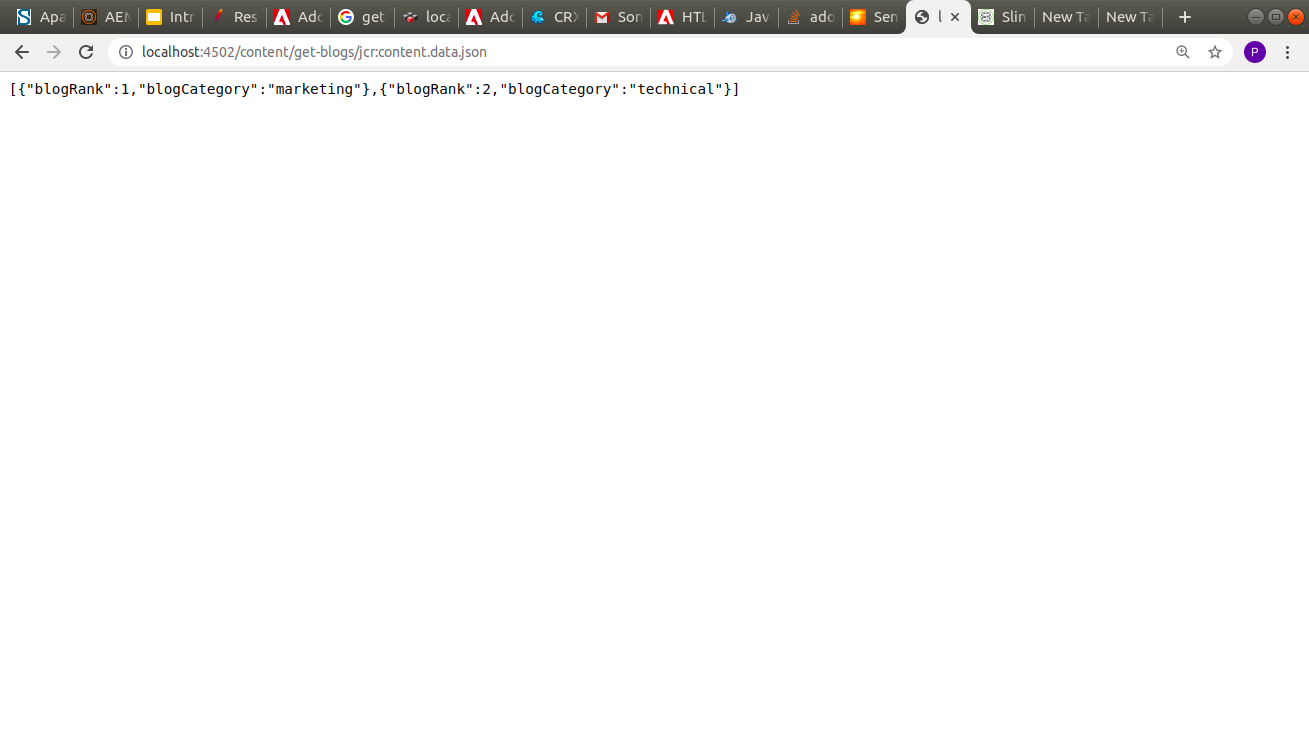 Apa AEM Intr Res Ado get loca Ado CRX Son HTL Jav ado Sen l Slin New Ta New Ta
localhost:4502/content/get-blogs/jcr:content.data.json P
[{"blogRank":1,"blogCategory":"marketing"},{"blogRank":2,"blogCategory":"technical"}]